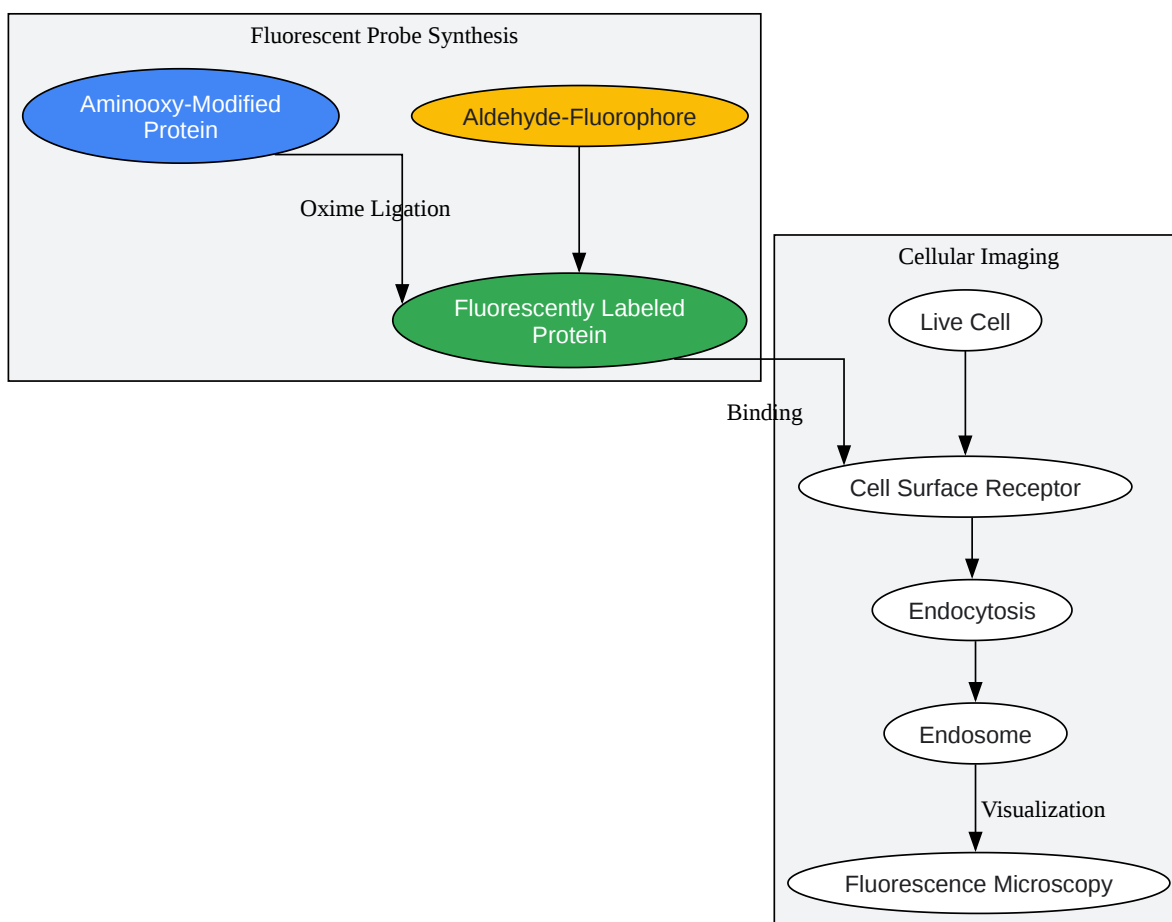 Fluorescent Probe Synthesis
Aminooxy-Modified
Protein
Aldehyde-Fluorophore
Oxime Ligation
Fluorescently Labeled
Protein
Binding
Cellular Imaging
Live Cell
Cell Surface Receptor
Endocytosis
Endosome
Visualization
Fluorescence Microscopy